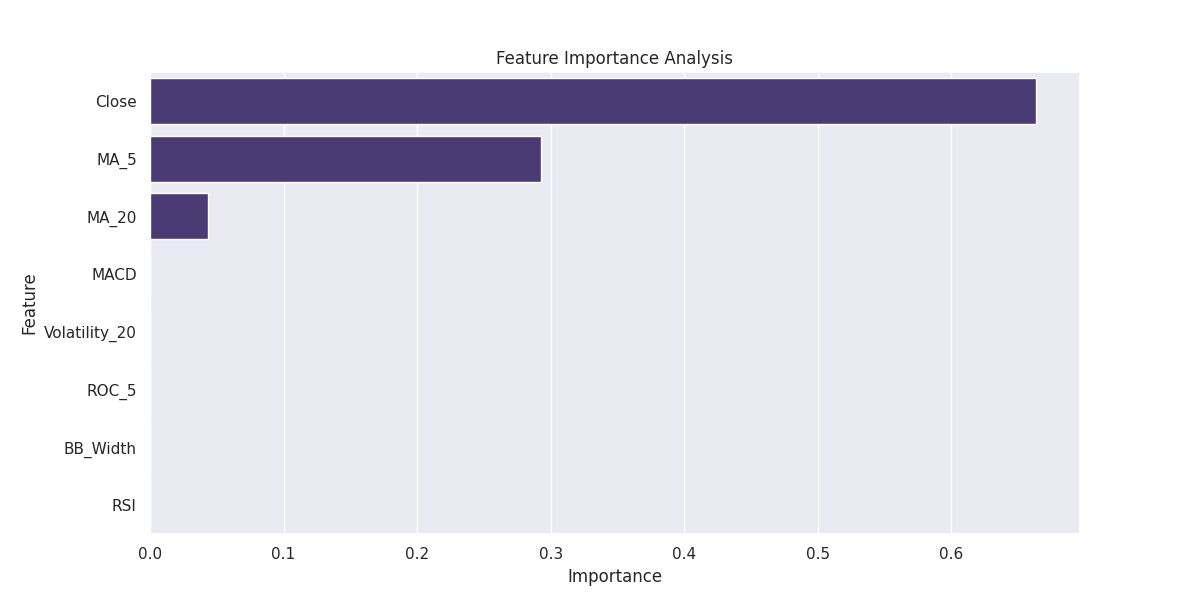 Feature Importance Analysis
Feature
Close
MA_5
MA_20
MACD
Volatility_20
ROC_5
BB_Width
RSI
0.0 0.1 0.2 0.3 0.4 0.5 0.6
Importance